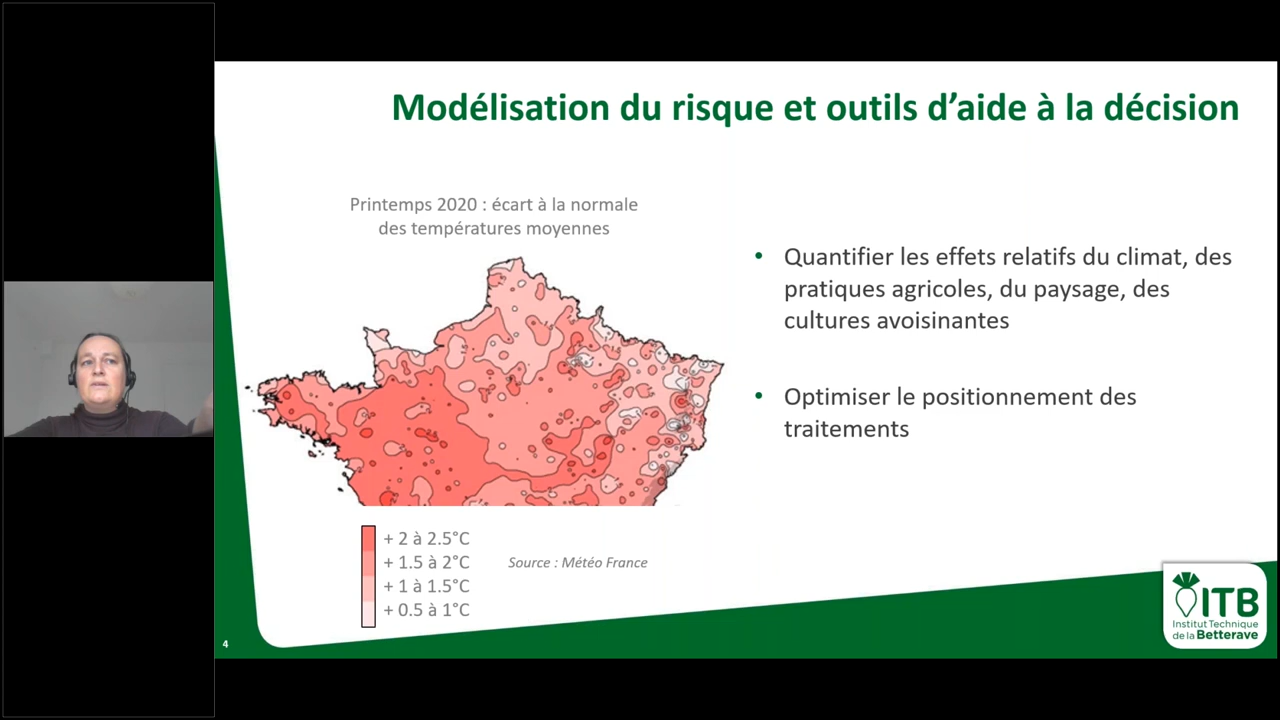 Modélisation du risque et outils d’aide à la décision
Printemps 2020 : écart à la normale
des températures moyennes
+ 2 à 2.5°C
+ 1.5 à 2°C
+ 1 à 1.5°C
+ 0.5 à 1°C
Source : Météo France
• Quantifier les effets relatifs du climat, des
pratiques agricoles, du paysage, des
cultures avoisinantes
• Optimiser le positionnement des
traitements
4
ITB
Institut Technique
de la Betterave